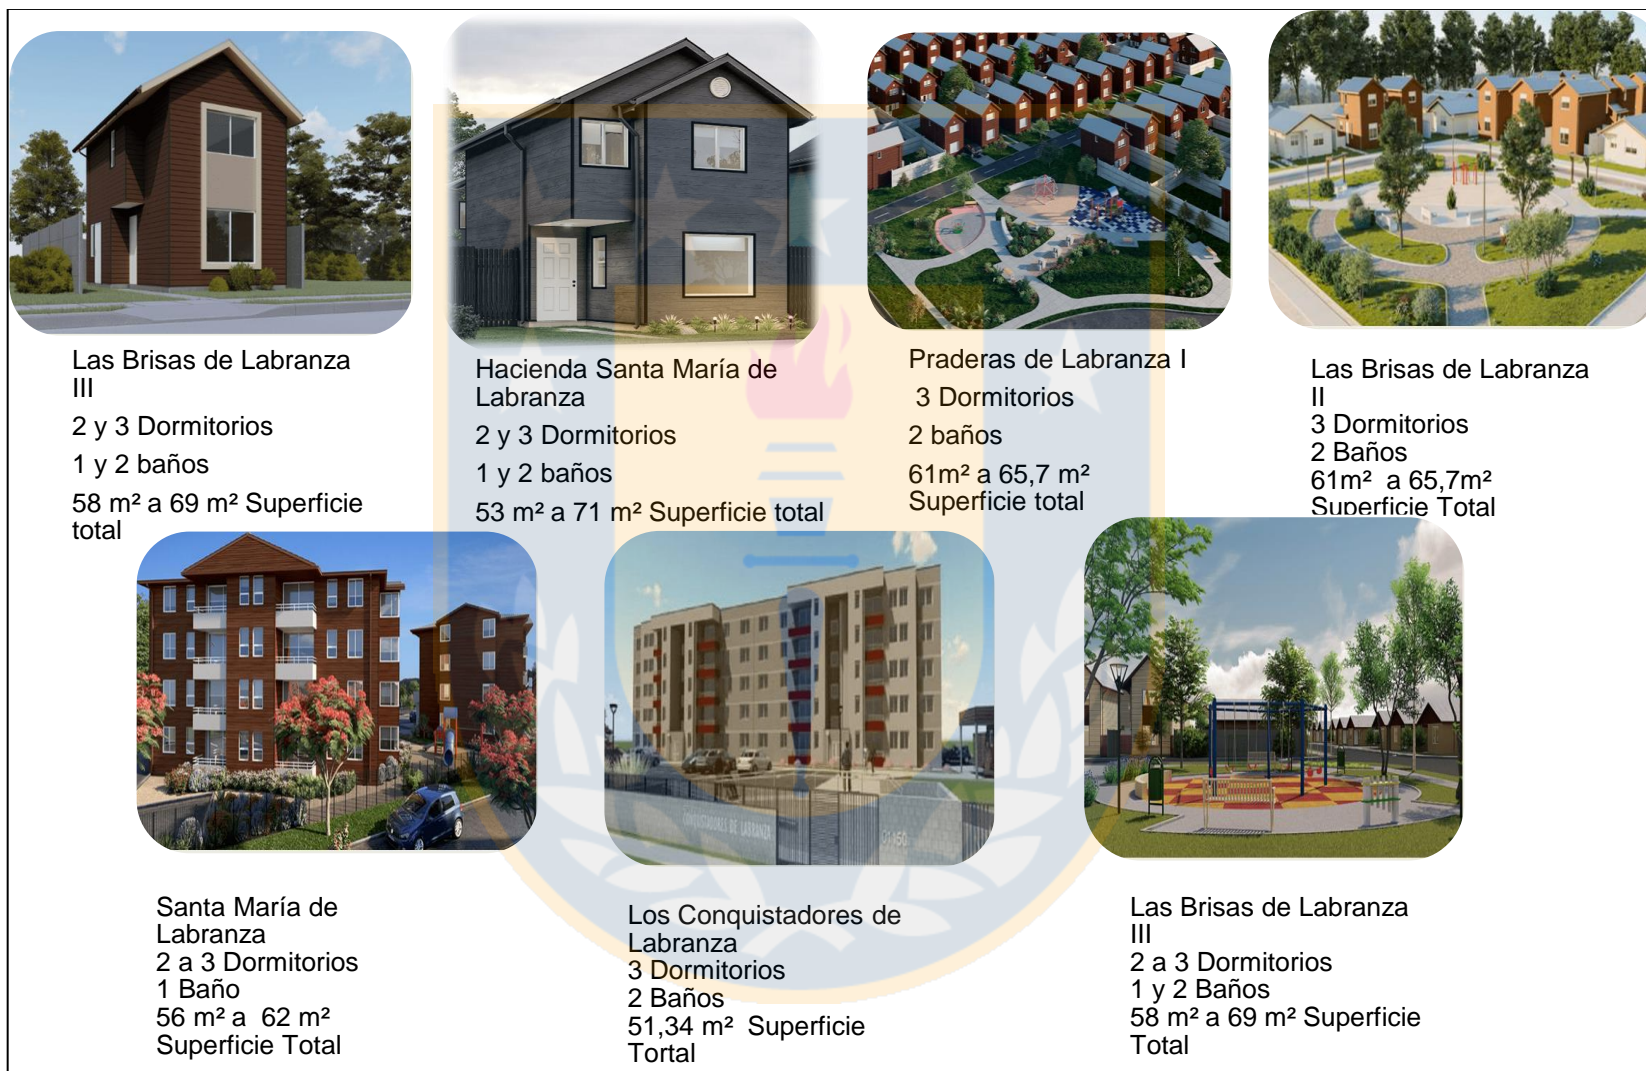 Las Brisas de Labranza
III
2 y 3 Dormitorios
1 y 2 baños
58 m² a 69 m² Superficie
total
Hacienda Santa María de
Labranza
2 y 3 Dormitorios
1 y 2 baños
53 m² a 71 m² Superficie total
Praderas de Labranza I
3 Dormitorios
2 baños
61m² a 65,7 m²
Superficie total
Las Brisas de Labranza
II
3 Dormitorios
2 Baños
61m² a 65,7m²
Superficie Total
CONQUISTADORES DE LABRANZA
Santa María de
Labranza
2 a 3 Dormitorios
1 Baño
56 m² a 62 m²
Superficie Total
Los Conquistadores de
Labranza
3 Dormitorios
2 Baños
51,34 m² Superficie
Tortal
Las Brisas de Labranza
III
2 a 3 Dormitorios
1 y 2 Baños
58 m² a 69 m² Superficie
Total